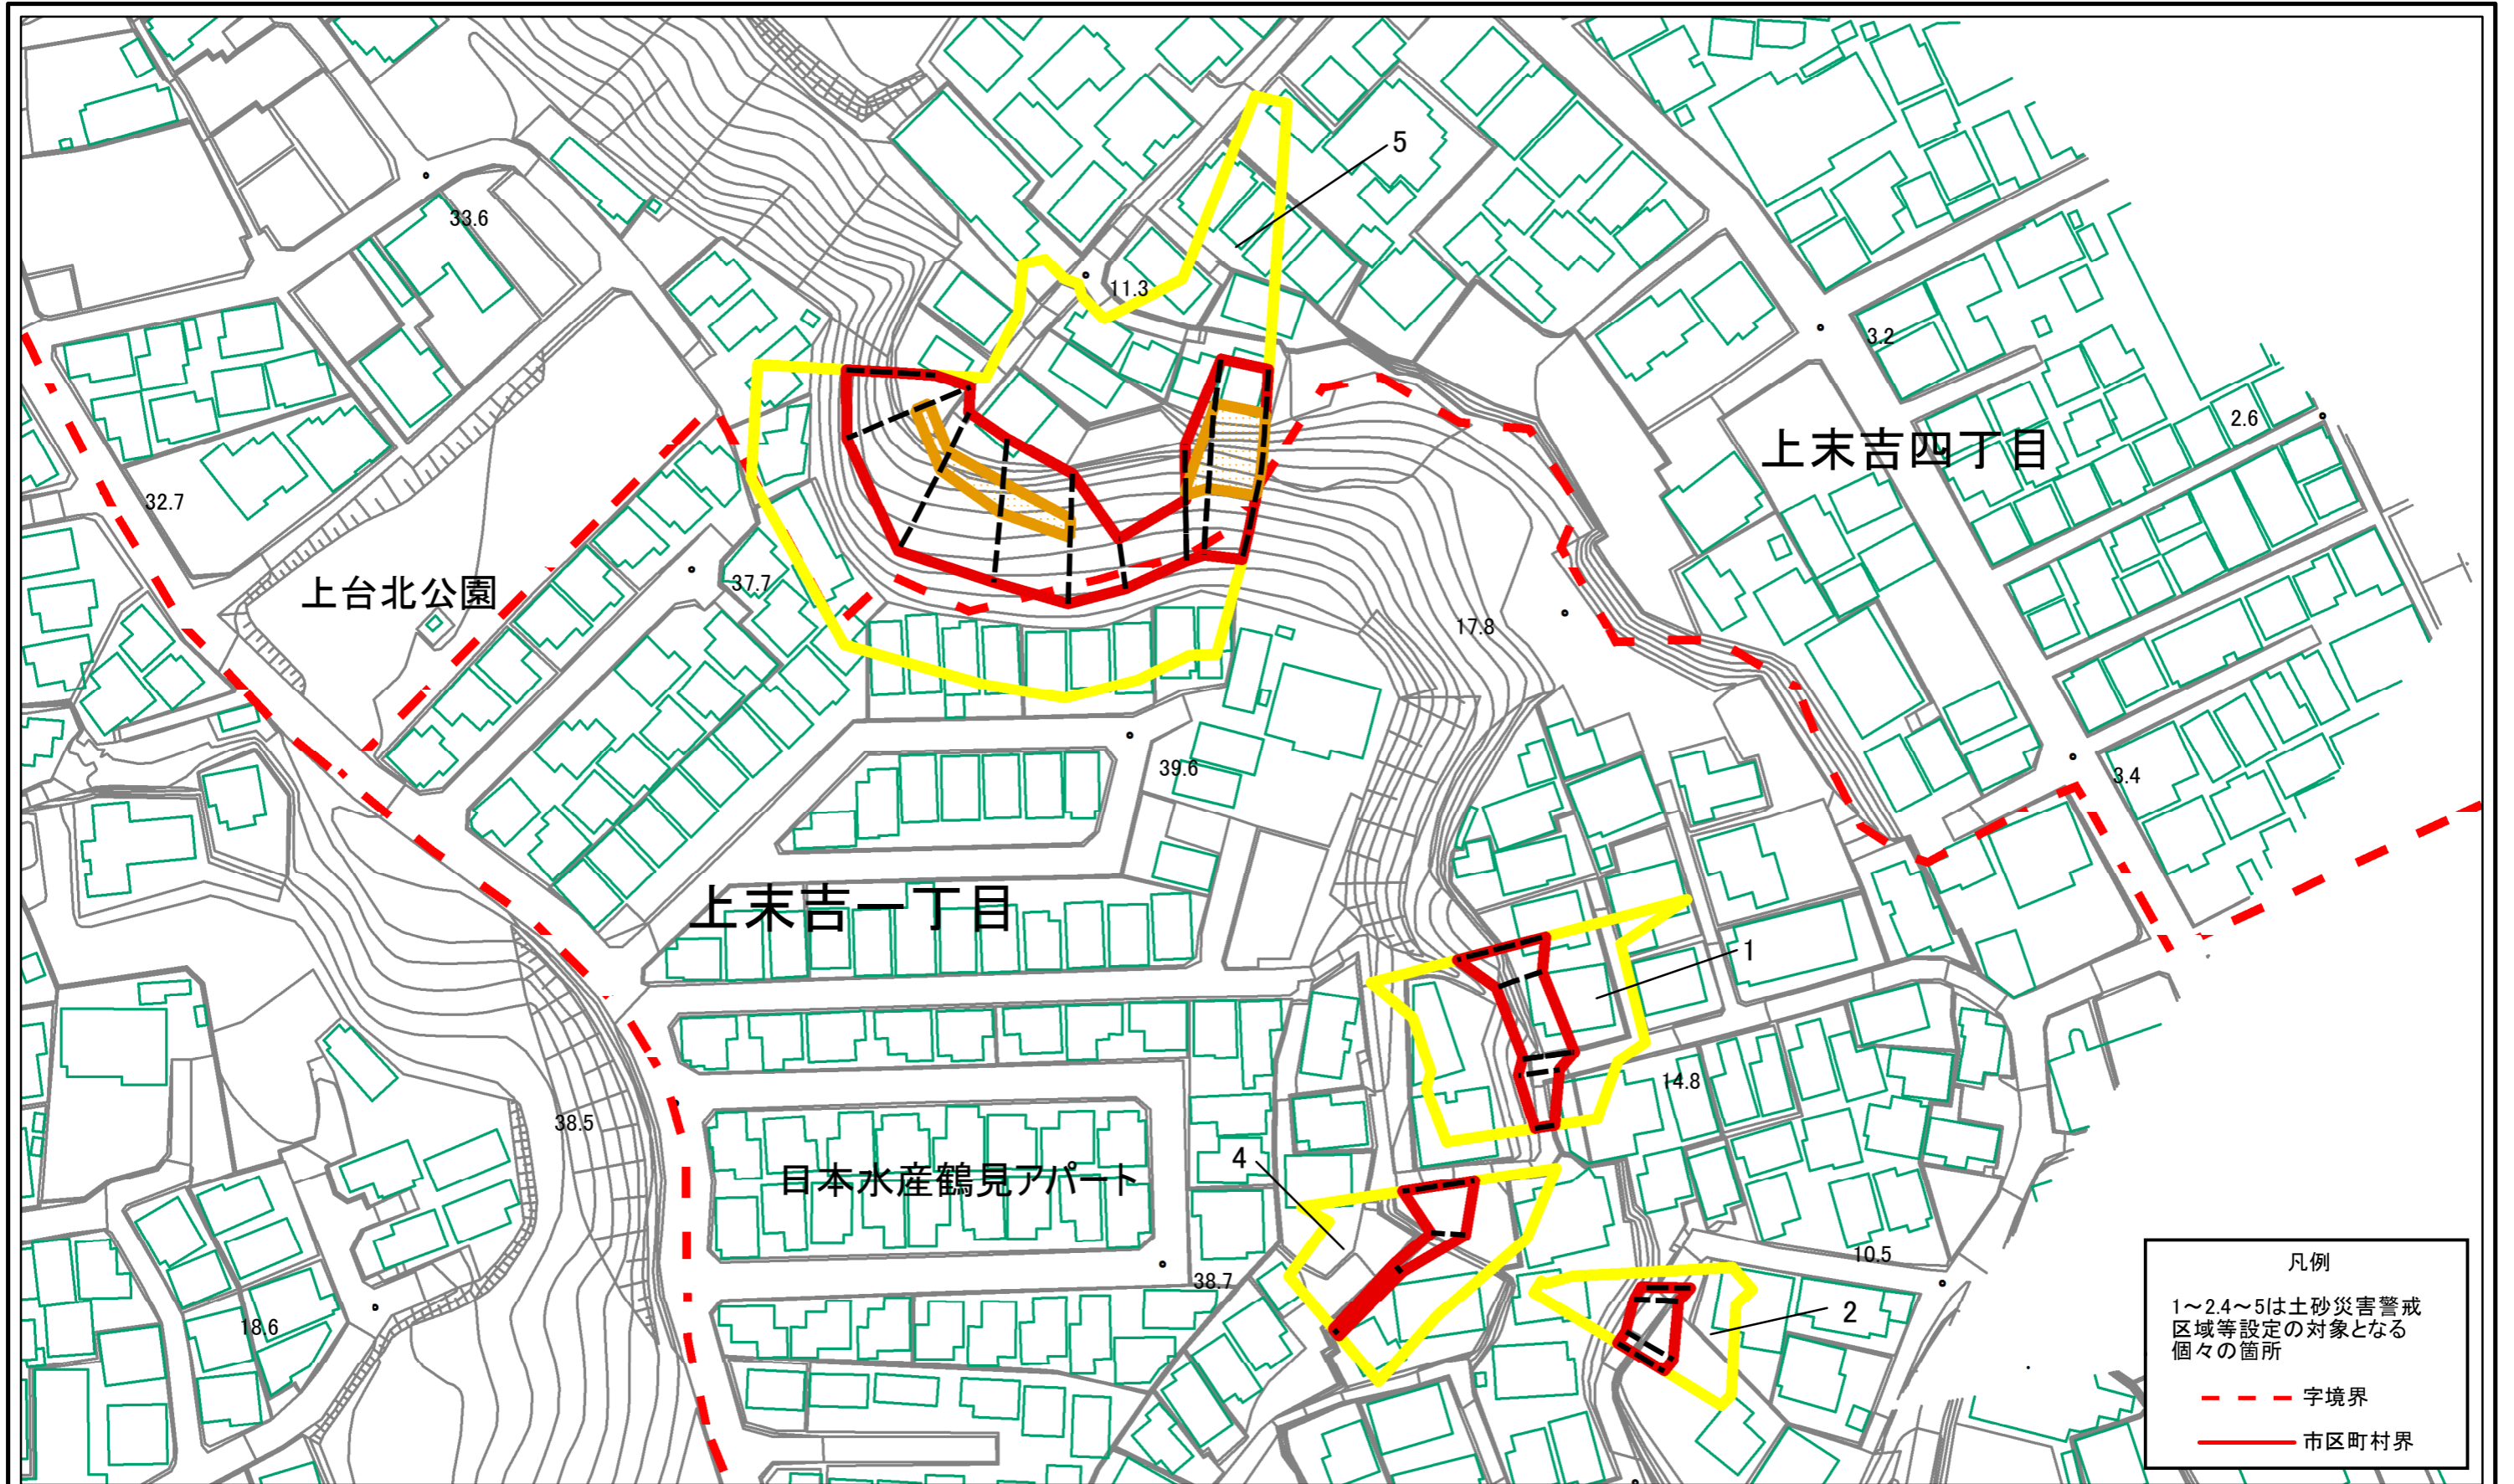 5
33.6
11.3
3.2
2.6
上末吉四丁目
32.7
37.7
上台北公園
17.8
39.6
3.4
上末吉一丁目
1
14.8
38.5
4
日本水産鶴見アパート
10.5
38.7
2
18.6
凡例
1～2.4～5は土砂災害警戒
区域等設定の対象となる
個々の箇所
字境界
市区町村界